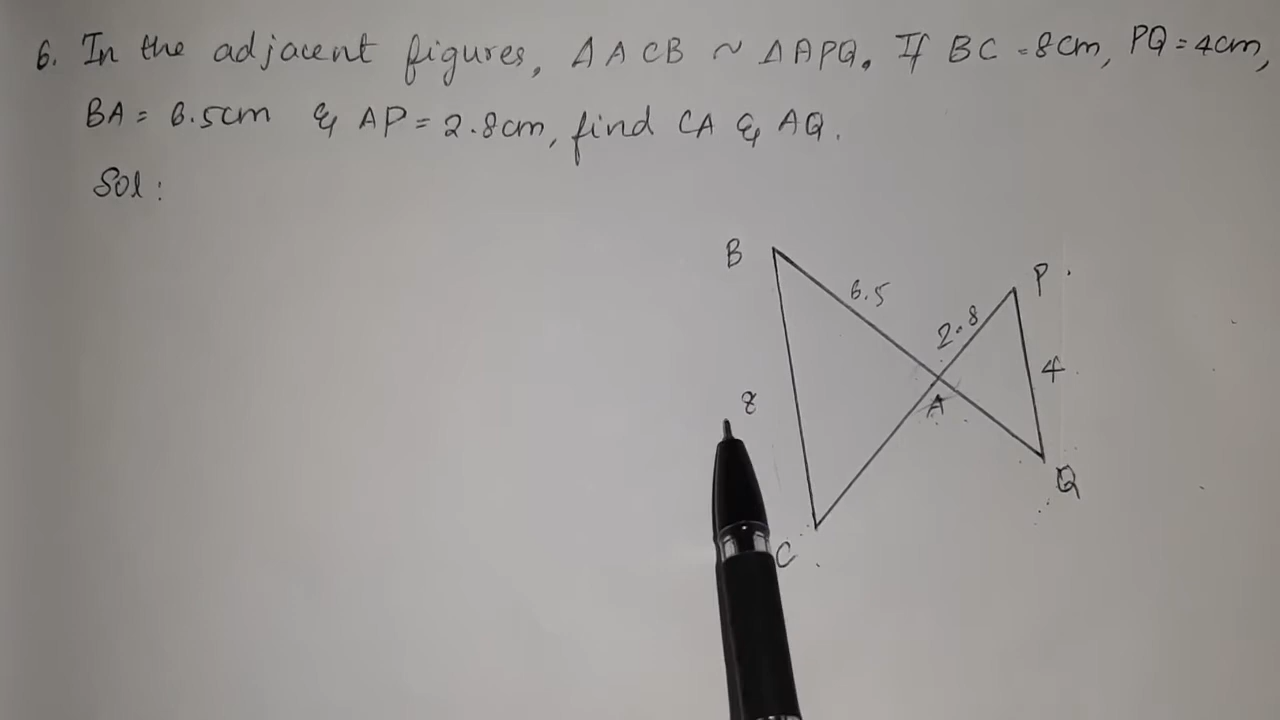 6. In the adjacent figures, ΔACB ~ ΔAPQ. If BC = 8cm, PQ = 4cm,
BA = 6.5cm & AP = 2.8cm, find CA & AQ.
Sol:
B
P
6.5
2.8
4
8
A
Q
C